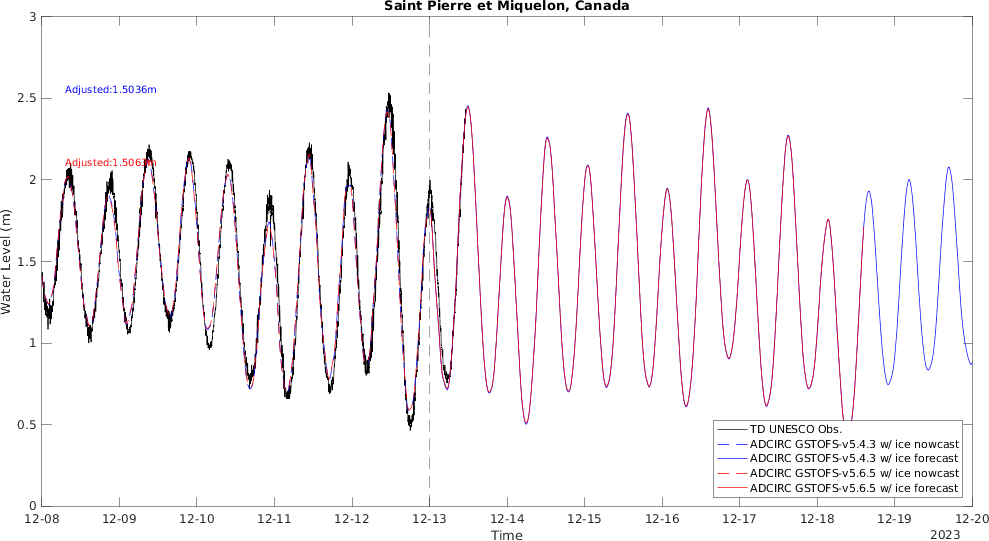 Saint Pierre et Miquelon, Canada
3
2.5
2
1.5
1
0.5
0
Water Level (m)
Adjusted:1.5036m
Adjusted:1.5063m
TD UNESCO Obs.
ADCIRC GSTOFS-v5.4.3 w/ ice nowcast
ADCIRC GSTOFS-v5.4.3 w/ ice forecast
ADCIRC GSTOFS-v5.6.5 w/ ice nowcast
ADCIRC GSTOFS-v5.6.5 w/ ice forecast
12-08 12-09 12-10 12-11 12-12 12-13 12-14 12-15 12-16 12-17 12-18 12-19 12-20
Time
2023